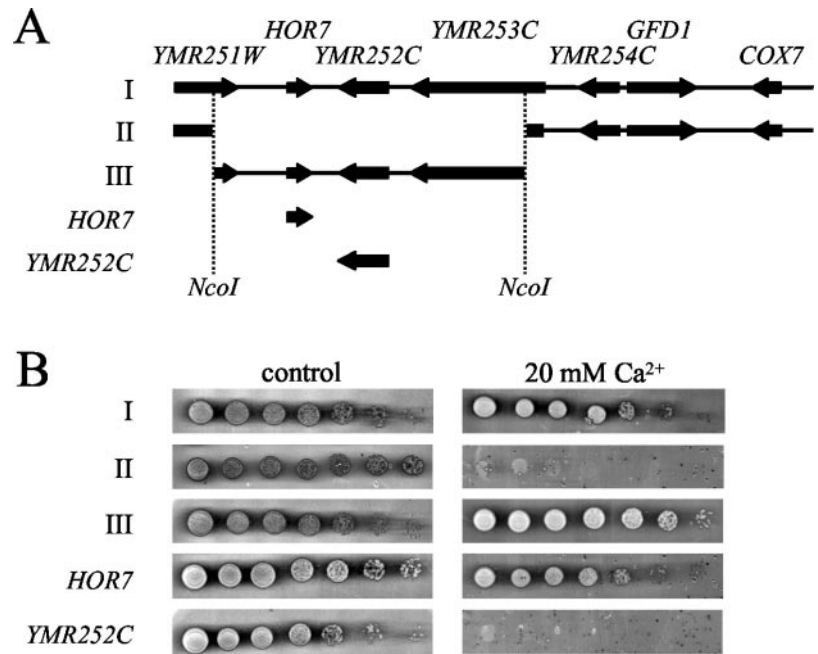 A
HOR7 YMR253C GFD1
YMR251W YMR252C YMR254C COX7
I
II
III
HOR7
YMR252C
NcoI NcoI
B
control 20 mM Ca²⁺
I
II
III
HOR7
YMR252C